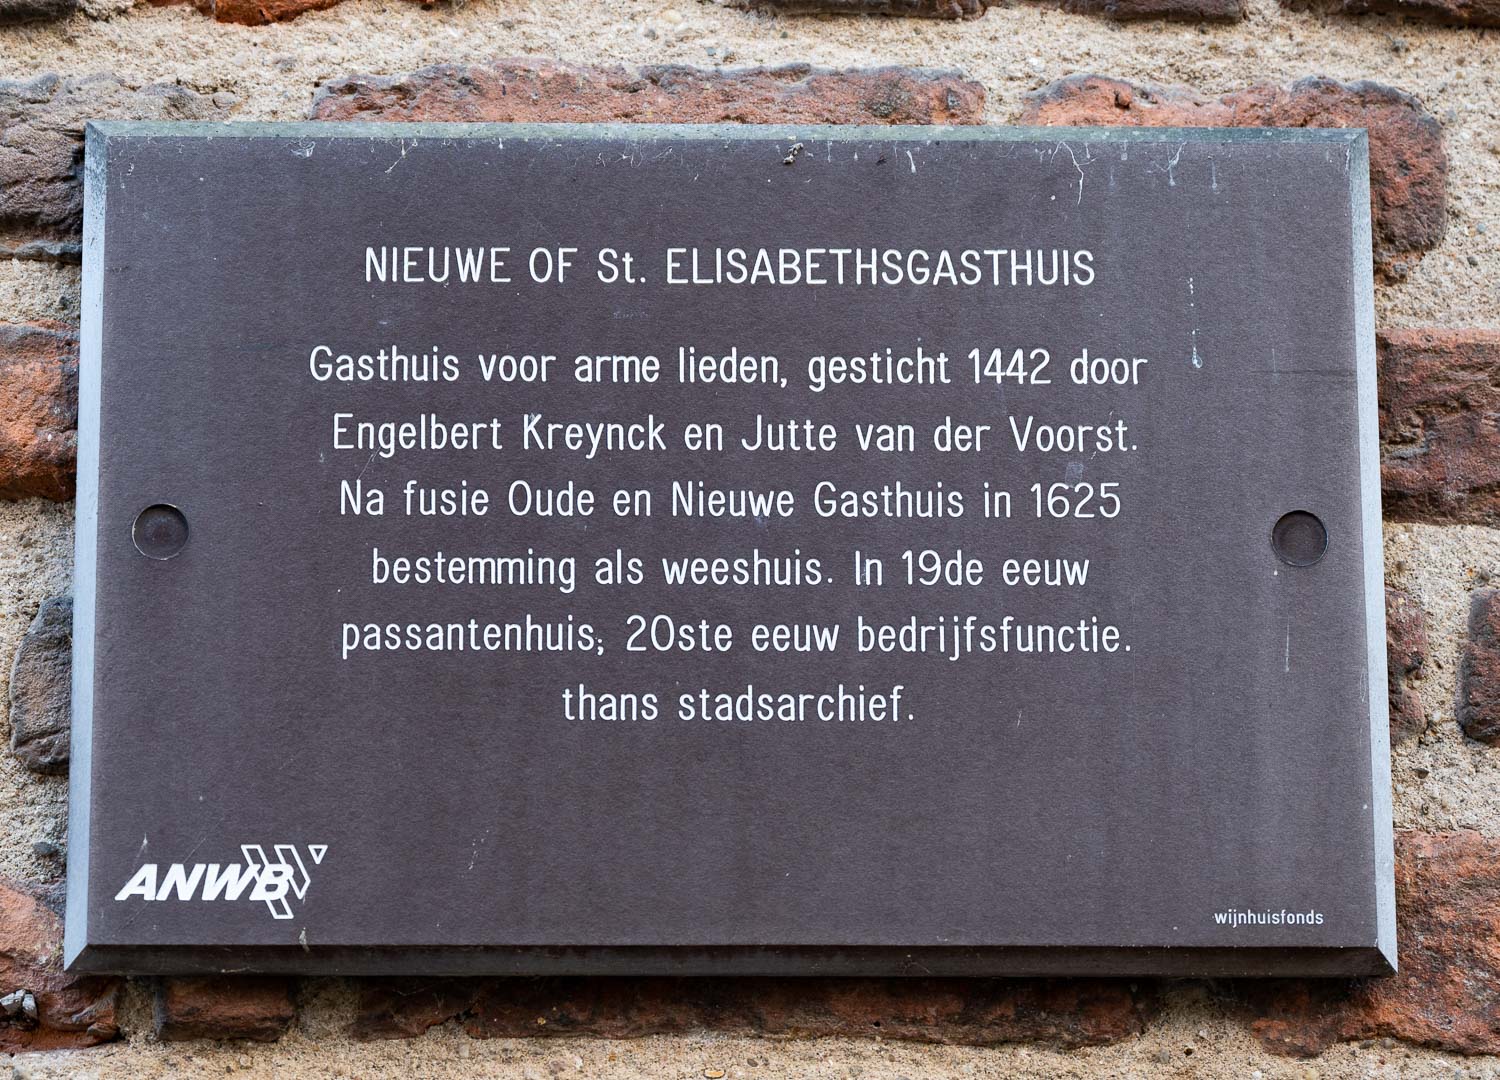 NIEUWE OF St. ELISABETHSGASTHUIS
Gasthuis voor arme lieden, gesticht 1442 door
Engelbert Kreynck en Jutte van der Voorst.
Na fusie Oude en Nieuwe Gasthuis in 1625
bestemming als weeshuis. In 19de eeuw
passantenhuis; 20ste eeuw bedrijfsfunctie.
thans stadsarchief.
ANWB
wijnhuisfonds